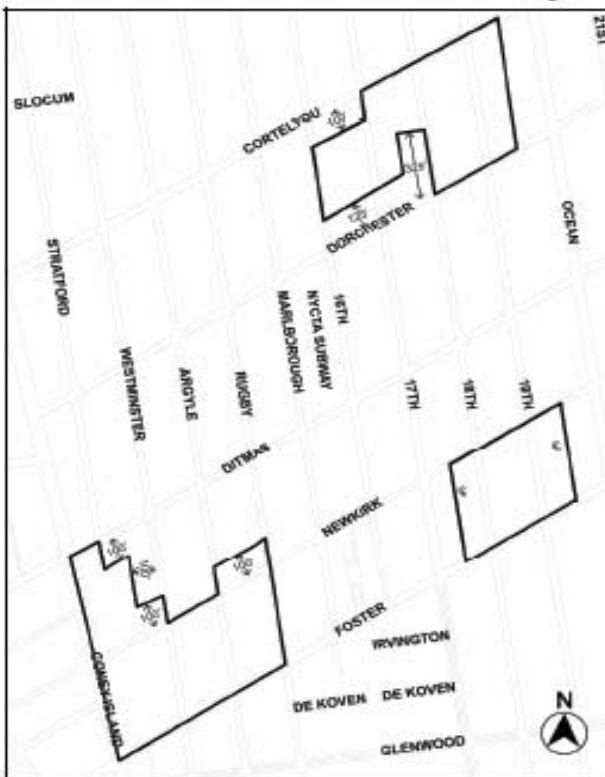 21ST
SLOCUM
CORTELYOU
DORCHESTER
OCEAN
STRATFORD
WESTMINSTER
ARGYLE
RUGBY
MARLBOROUGH
NYCTA SUBWAY
16TH
17TH
18TH
19TH
DITMAS
NEWKIRK
FOSTER
CONEY ISLAND
IRVINGTON
DE KOVEN DE KOVEN
GLENWOOD
N